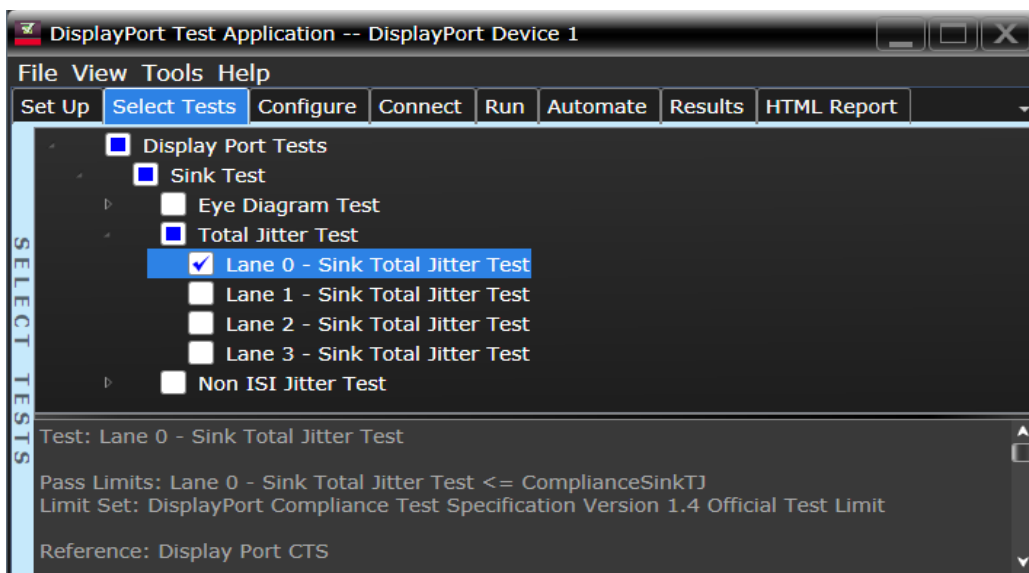 DisplayPort Test Application -- DisplayPort Device 1
File View Tools Help
Set Up Select Tests Configure Connect Run Automate Results HTML Report
SELECT TESTS
Display Port Tests
Sink Test
Eye Diagram Test
Total Jitter Test
Lane 0 - Sink Total Jitter Test
Lane 1 - Sink Total Jitter Test
Lane 2 - Sink Total Jitter Test
Lane 3 - Sink Total Jitter Test
Non ISI Jitter Test
Test: Lane 0 - Sink Total Jitter Test
Pass Limits: Lane 0 - Sink Total Jitter Test <= ComplianceSinkTJ
Limit Set: DisplayPort Compliance Test Specification Version 1.4 Official Test Limit
Reference: Display Port CTS